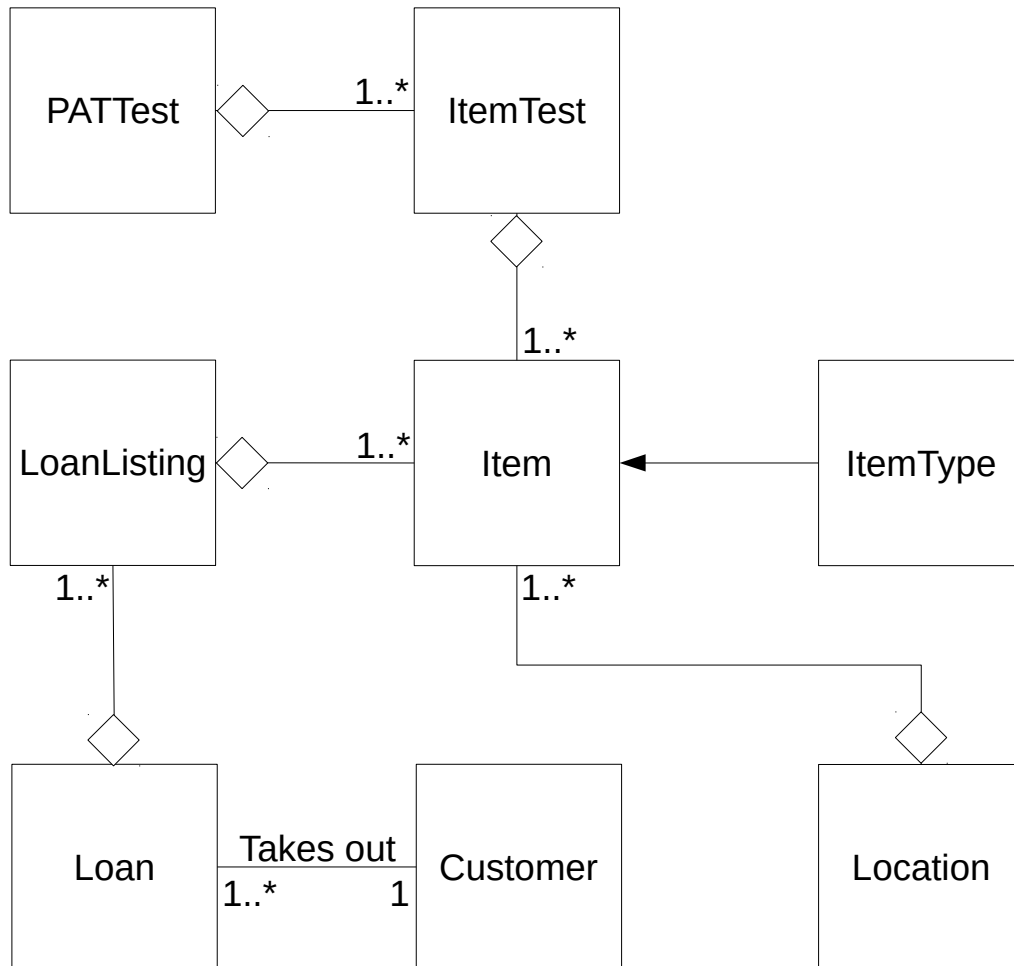 PATTest
1..*
ItemTest
1..*
LoanListing
1..*
Item
ItemType
1..*
1..*
Loan
Takes out
1..*
1
Customer
Location